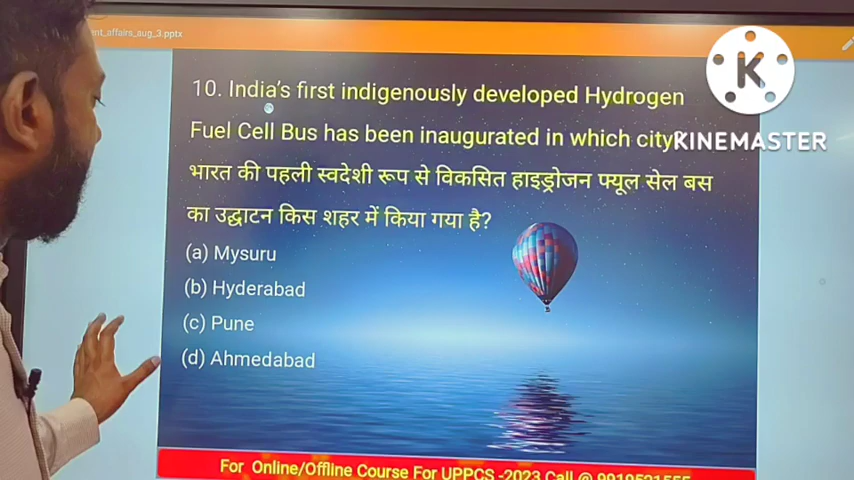 nt_affairs_aug_3.pptx
K
KINEMASTER
10. India's first indigenously developed Hydrogen
Fuel Cell Bus has been inaugurated in which city?
भारत की पहली स्वदेशी रूप से विकसित हाइड्रोजन फ्यूल सेल बस
का उद्घाटन किस शहर में किया गया है?
(a) Mysuru
(b) Hyderabad
(c) Pune
(d) Ahmedabad
For Online/Offline Course For UPPCS -2023 Call @